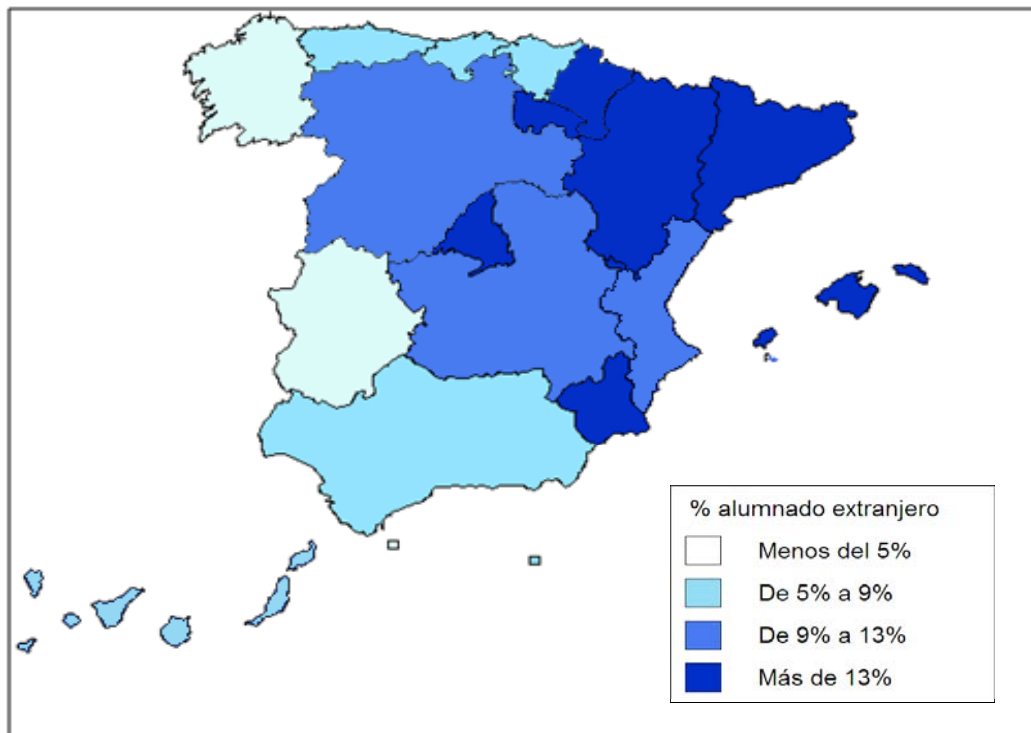 % alumnado extranjero
Menos del 5%
De 5% a 9%
De 9% a 13%
Más de 13%